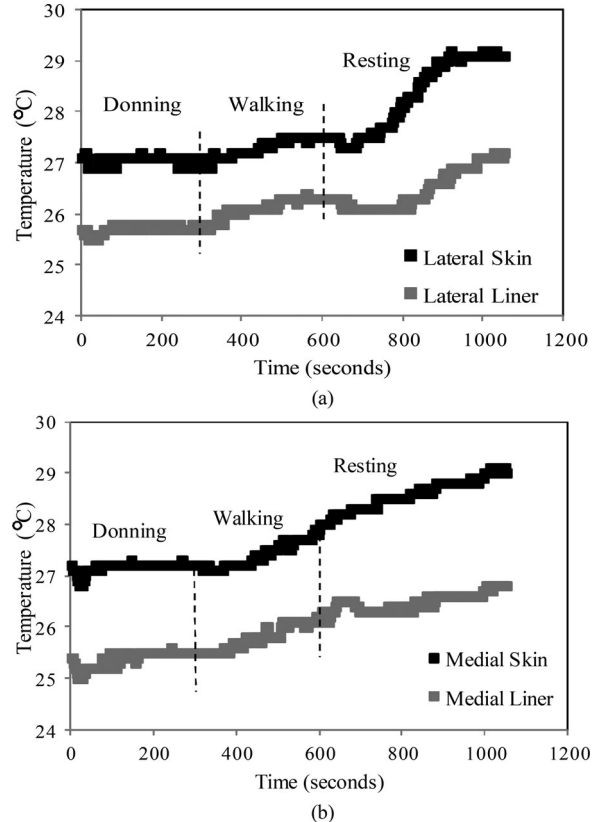 (a)
30
29
28
27
26
25
24
Temperature (°C)
Donning
Walking
Resting
Lateral Skin
Lateral Liner
0 200 400 600 800 1000 1200
Time (seconds)
(a)
30
29
28
27
26
25
24
Temperature (°C)
Donning
Walking
Resting
Medial Skin
Medial Liner
0 200 400 600 800 1000 1200
Time (seconds)
(b)